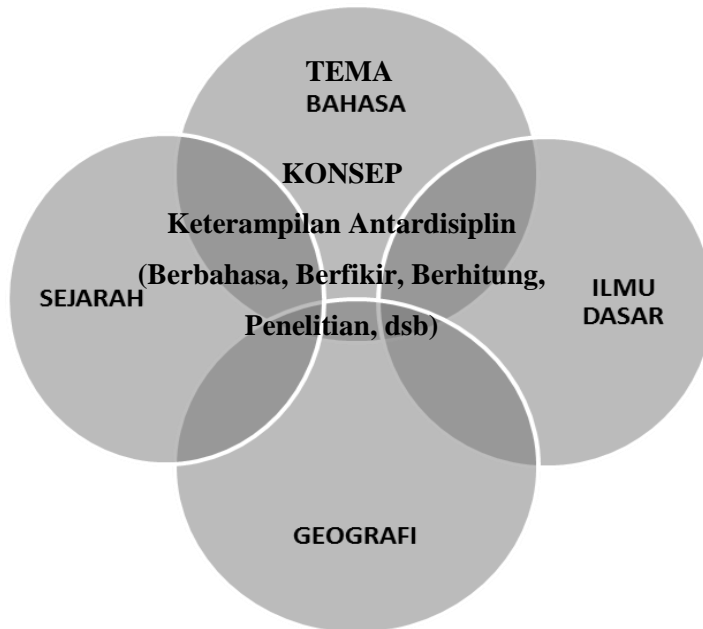 TEMA
BAHASA
KONSEP
Keterampilan Antardisiplin
(Berbahasa, Berfikir, Berhitung,
Penelitian, dsb)
SEJARAH
ILMU
DASAR
GEOGRAFI